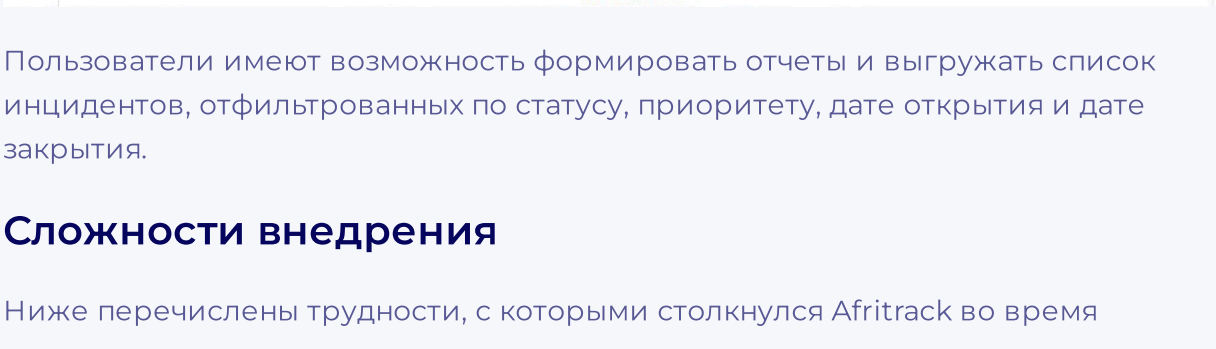 Пользователи имеют возможность формировать отчеты и выгружать список
инцидентов, отфильтрованных по статусу, приоритету, дате открытия и дате
закрытия.
Сложности внедрения
Ниже перечислены трудности, с которыми столкнулся Afritrack во время